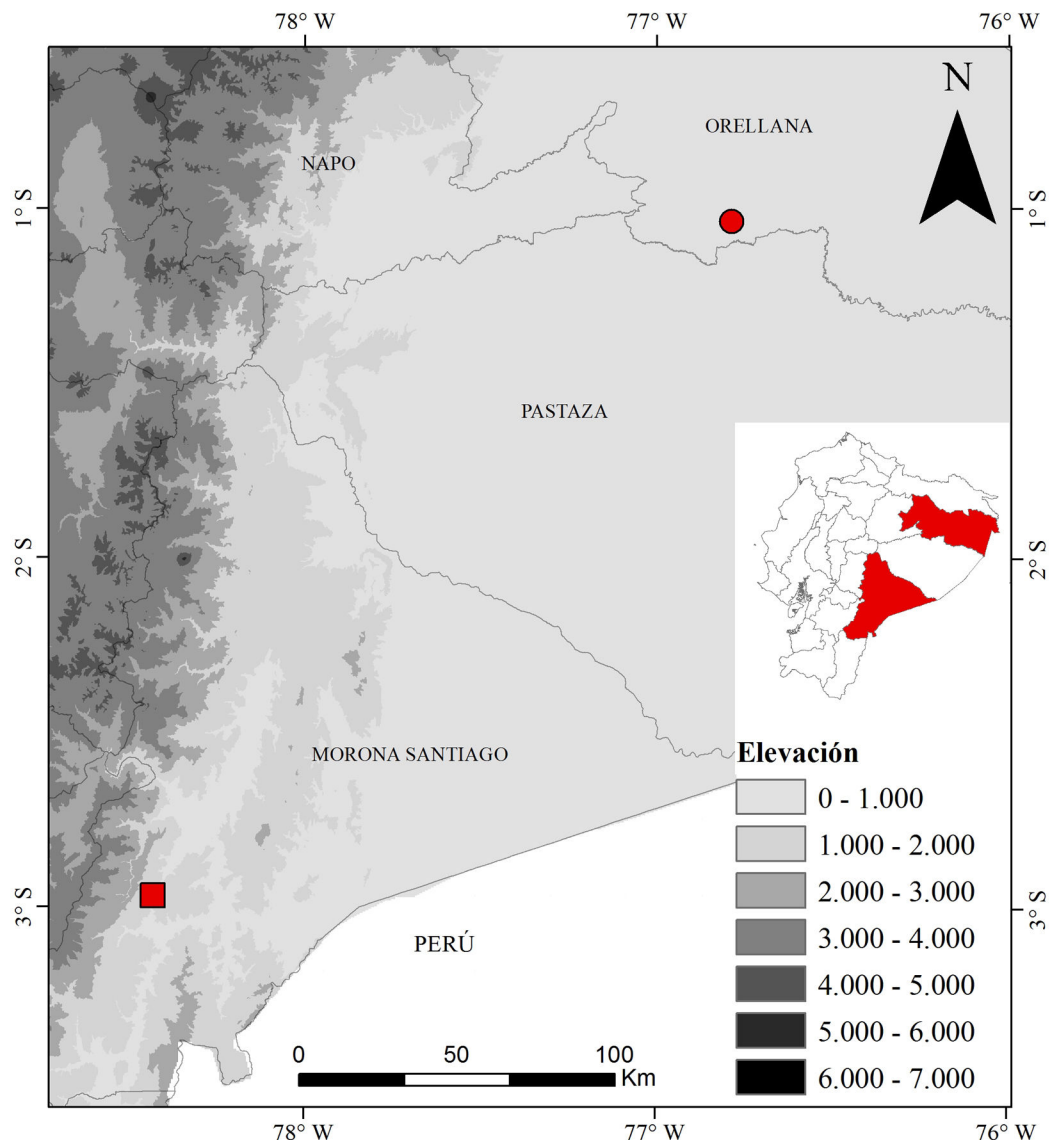 78° W
77° W
76° W
N
ORELLANA
NAPO
1° S
1° S
PASTAZA
2° S
2° S
MORONA SANTIAGO
Elevación
0 - 1.000
1.000 - 2.000
2.000 - 3.000
3.000 - 4.000
4.000 - 5.000
5.000 - 6.000
6.000 - 7.000
3° S
3° S
PERÚ
0 50 100
Km
78° W
77° W
76° W